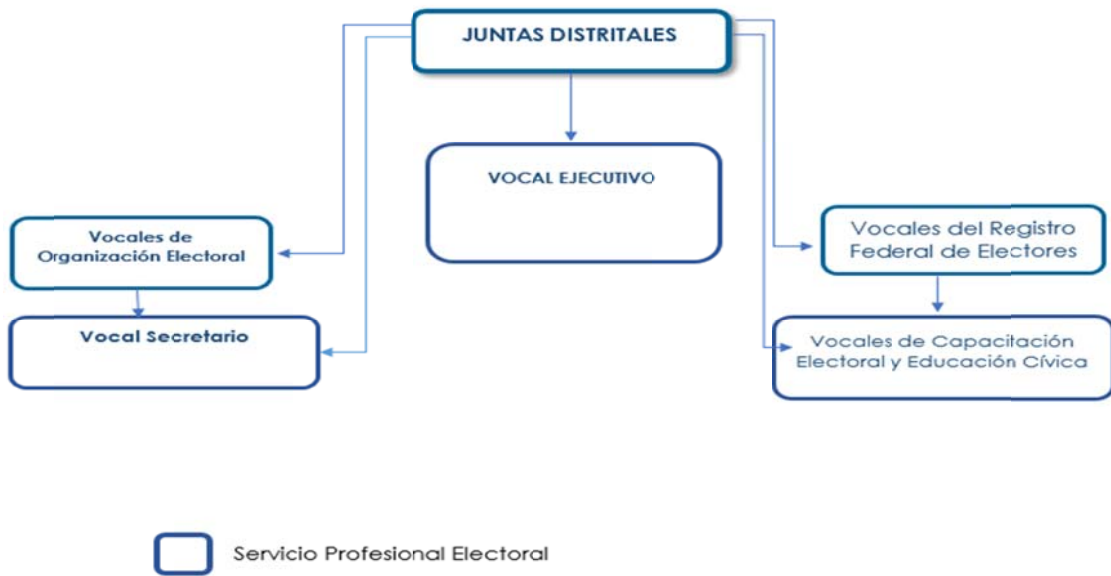 JUNTAS DISTRITALES
VOCAL EJECUTIVO
Vocales de
Organización Electoral
Vocal Secretario
Vocales del Registro
Federal de Electores
Vocales de Capacitación
Electoral y Educación Cívica
Servicio Profesional Electoral